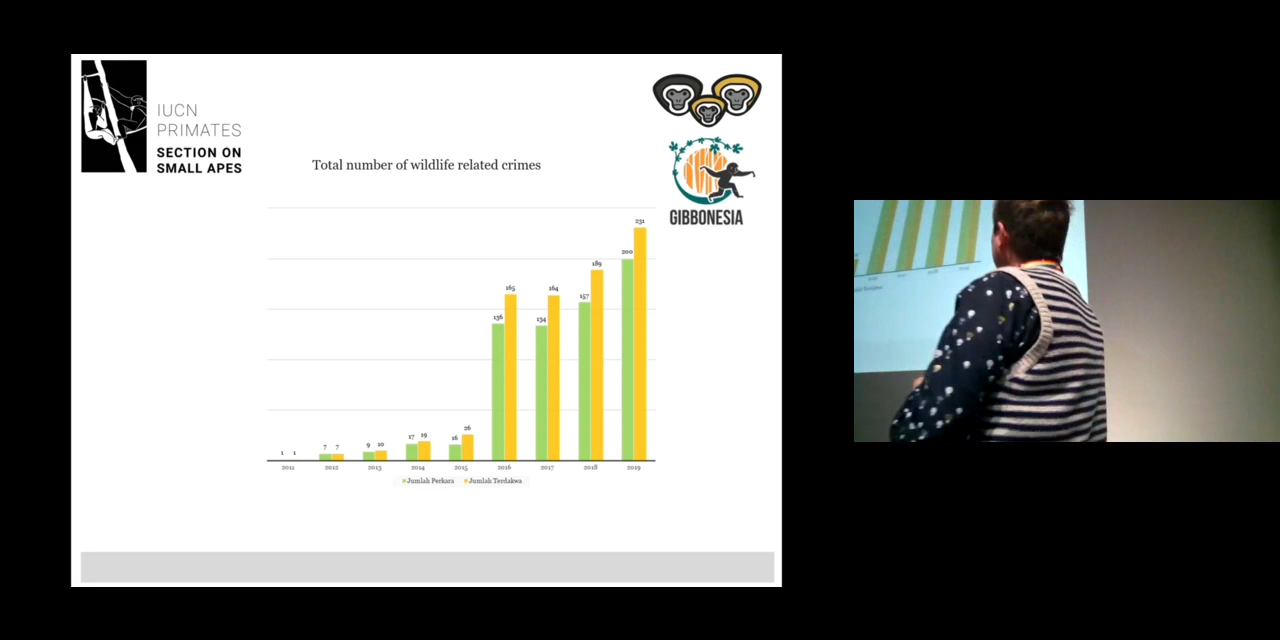 IUCN
PRIMATES
SECTION ON
SMALL APES
GIBBONESIA
Total number of wildlife related crimes
1 1
7 7
9 10
17 19
16 26
136 165
134 164
157 189
200 231
2011 2012 2013 2014 2015 2016 2017 2018 2019
Jumlah Perkara Jumlah Terdakwa